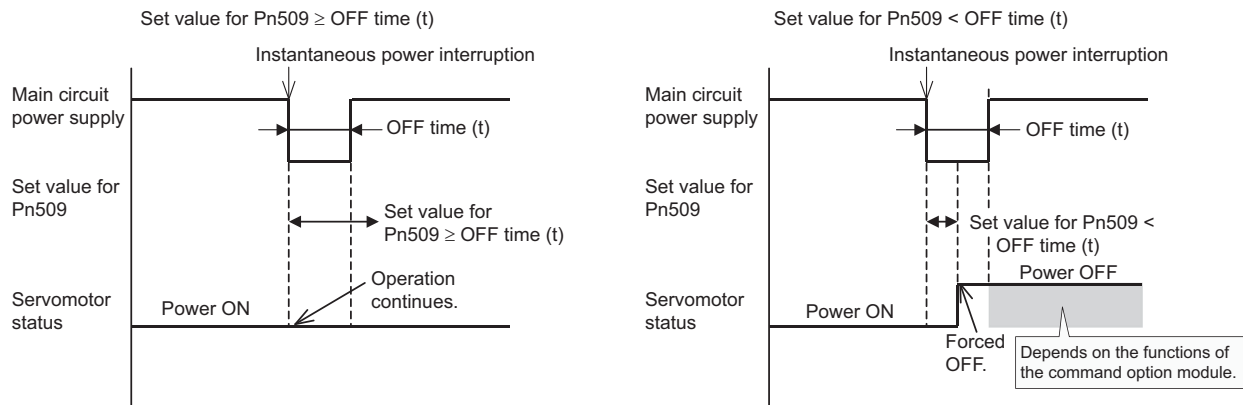 Set value for Pn509 ≥ OFF time (t)
Instantaneous power interruption
Main circuit
power supply
OFF time (t)
Set value for
Pn509
Set value for
Pn509 ≥ OFF time (t)
Operation
continues.
Servomotor
status
Power ON
Set value for Pn509 < OFF time (t)
Instantaneous power interruption
Main circuit
power supply
OFF time (t)
Set value for
Pn509
Set value for Pn509 <
OFF time (t)
Power OFF
Servomotor
status
Power ON
Forced
OFF.
Depends on the functions of
the command option module.